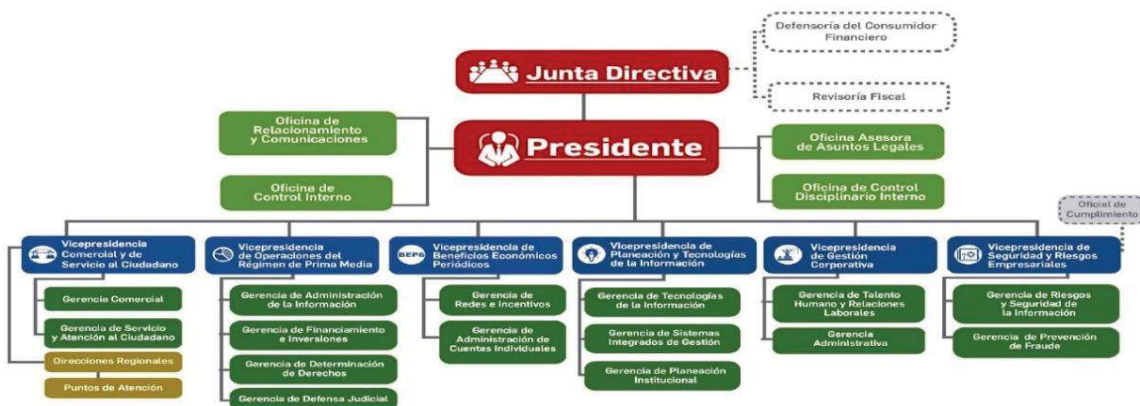 Defensoría del Consumidor
Financiero
Junta Directiva
Revisoría Fiscal
Oficina de
Relacionamiento
y Comunicaciones
Presidente
Oficina Asesora
de Asuntos Legales
Oficina de
Control Interno
Oficina de Control
Disciplinario Interno
Oficial de
Cumplimiento
Vicepresidencia
Comercial y de
Servicio al Ciudadano
Vicepresidencia
de Operaciones del
Régimen de Prima Media
BEPS
Vicepresidencia de
Beneficios Económicos
Periódicos
Vicepresidencia de
Planeación y Tecnologías
de la Información
Vicepresidencia
de Gestión
Corporativa
Vicepresidencia de
Seguridad y Riesgos
Empresariales
Gerencia Comercial
Gerencia de Servicio
y Atención al Ciudadano
Direcciones Regionales
Puntos de Atención
Gerencia de Administración
de la Información
Gerencia de Financiamiento
e Inversiones
Gerencia de Determinación
de Derechos
Gerencia de Defensa Judicial
Gerencia de
Redes e Incentivos
Gerencia de
Administración de
Cuentas Individuales
Gerencia de Tecnologías
de la Información
Gerencia de Sistemas
Integrados de Gestión
Gerencia de Planeación
Institucional
Gerencia de Talento
Humano y Relaciones
Laborales
Gerencia
Administrativa
Gerencia de Riesgos
y Seguridad de
la Información
Gerencia de Prevención
de Fraude